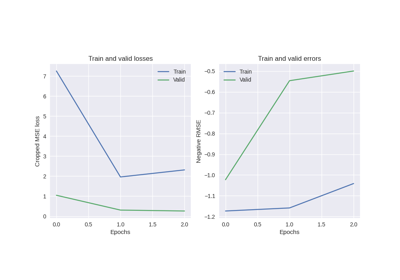 Train and valid losses
Train
Valid
7
6
5
4
3
2
1
0
Cropped MSE loss
0.0 0.5 1.0 1.5 2.0
Epochs
Train and valid errors
Train
Valid
−0.5
−0.6
−0.7
−0.8
−0.9
−1.0
−1.1
−1.2
Negative RMSE
0.0 0.5 1.0 1.5 2.0
Epochs